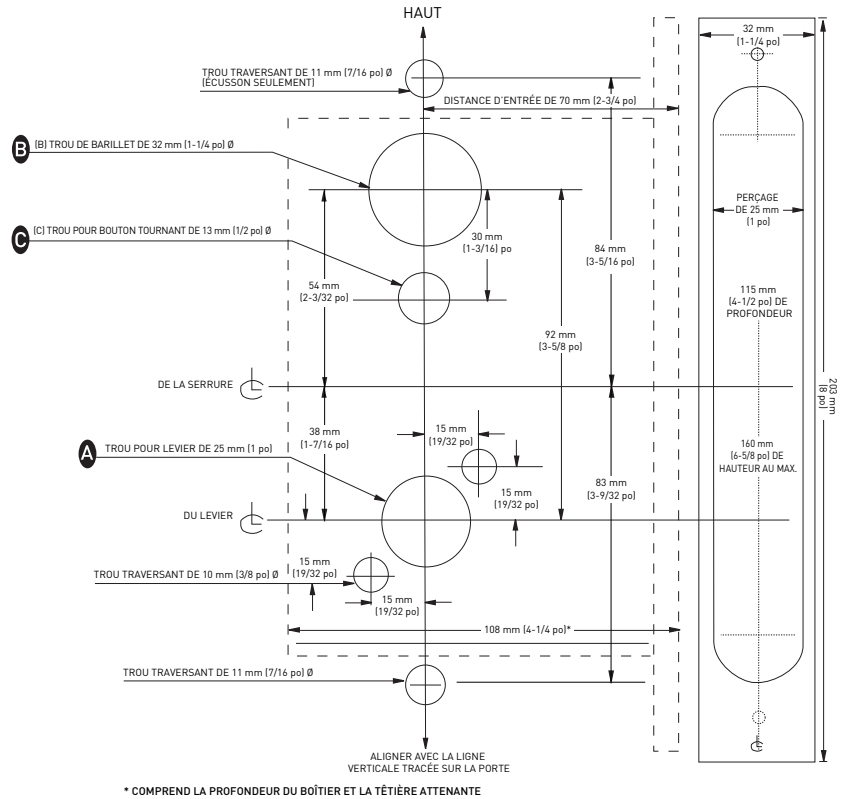 HAUT
32 mm
(1-1/4 po)
TROU TRAVERSANT DE 11 mm (7/16 po) Ø
(ÉCUSSON SEULEMENT)
DISTANCE D'ENTRÉE DE 70 mm (2-3/4 po)
B
(B) TROU DE BARILLET DE 32 mm (1-1/4 po) Ø
C
(C) TROU POUR BOUTON TOURNANT DE 13 mm (1/2 po) Ø
30 mm
(1-3/16) po
84 mm
(3-5/16 po)
PERÇAGE
DE 25 mm
(1 po)
54 mm
(2-3/32 po)
115 mm
(4-1/2 po) DE
PROFONDEUR
92 mm
(3-5/8 po)
DE LA SERRURE
203 mm
(8 po)
38 mm
(1-7/16 po)
15 mm
(19/32 po)
A
TROU POUR LEVIER DE 25 mm (1 po)
160 mm
(6-5/8 po) DE
HAUTEUR AU MAX.
83 mm
(3-9/32 po)
15 mm
(19/32 po)
DU LEVIER
15 mm
(19/32 po)
TROU TRAVERSANT DE 10 mm (3/8 po) Ø
15 mm
(19/32 po)
108 mm (4-1/4 po)*
TROU TRAVERSANT DE 11 mm (7/16 po) Ø
ALIGNER AVEC LA LIGNE
VERTICALE TRACÉE SUR LA PORTE
* COMPREND LA PROFONDEUR DU BOÎTIER ET LA TÊTIÈRE ATTENANTE